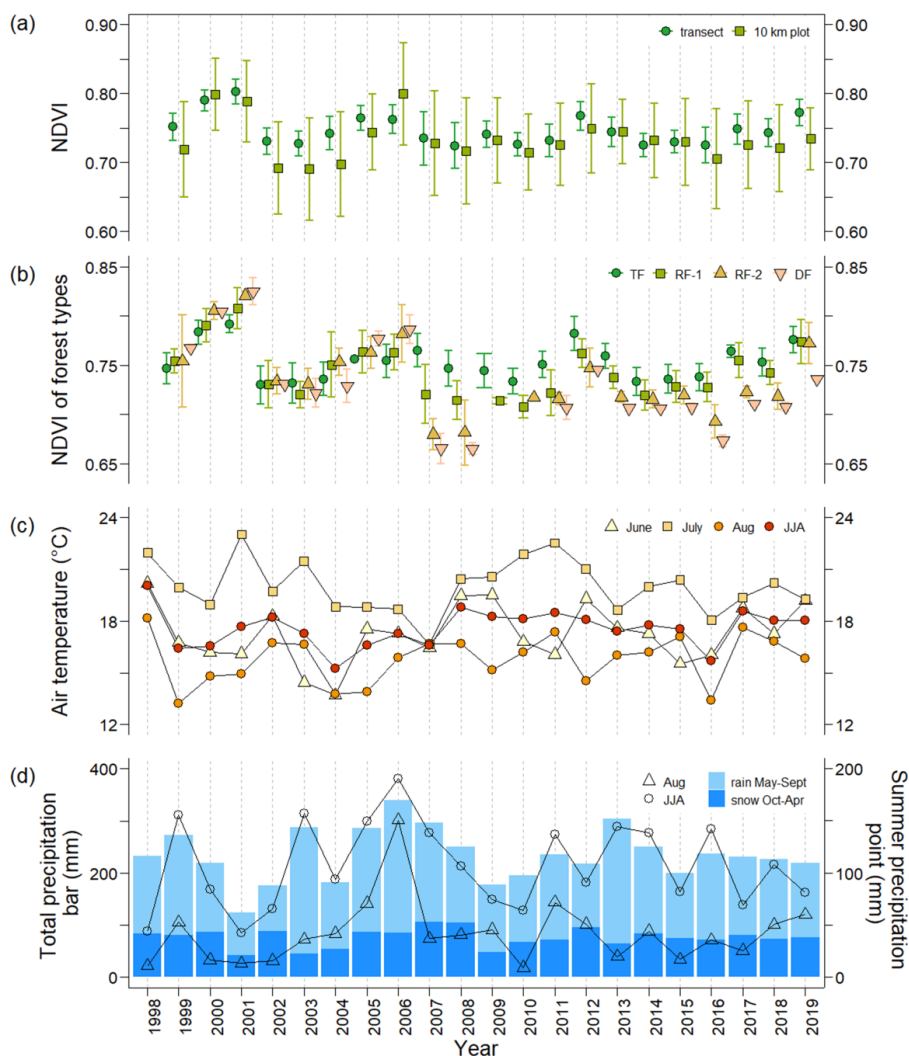 (a)
0.90
0.80
0.70
0.60
NDVI
transect
10 km plot
0.90
0.80
0.70
0.60
(b)
0.85
0.75
0.65
NDVI of forest types
TF
RF-1
RF-2
DF
0.85
0.75
0.65
(c)
24
18
12
Air temperature (°C)
June
July
Aug
JJA
24
18
12
(d)
400
200
0
Total precipitation
bar (mm)
Aug
JJA
rain May-Sept
snow Oct-Apr
200
100
0
Summer precipitation
point (mm)
1998
1999
2000
2001
2002
2003
2004
2005
2006
2007
2008
2009
2010
2011
2012
2013
2014
2015
2016
2017
2018
2019
Year